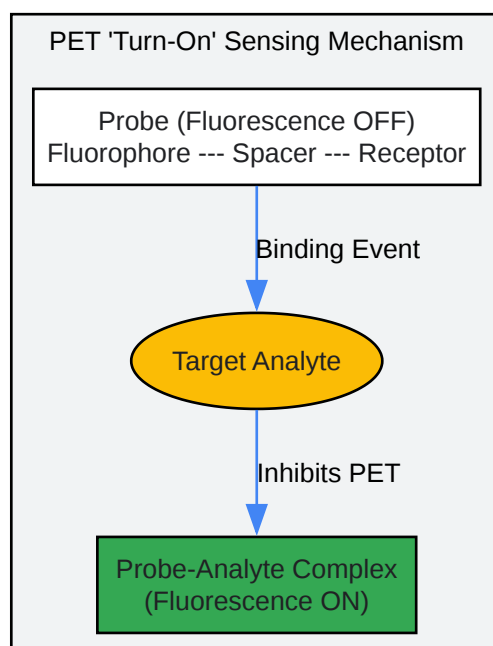 PET 'Turn-On' Sensing Mechanism
Probe (Fluorescence OFF)
Fluorophore --- Spacer --- Receptor
Binding Event
Target Analyte
Inhibits PET
Probe-Analyte Complex
(Fluorescence ON)